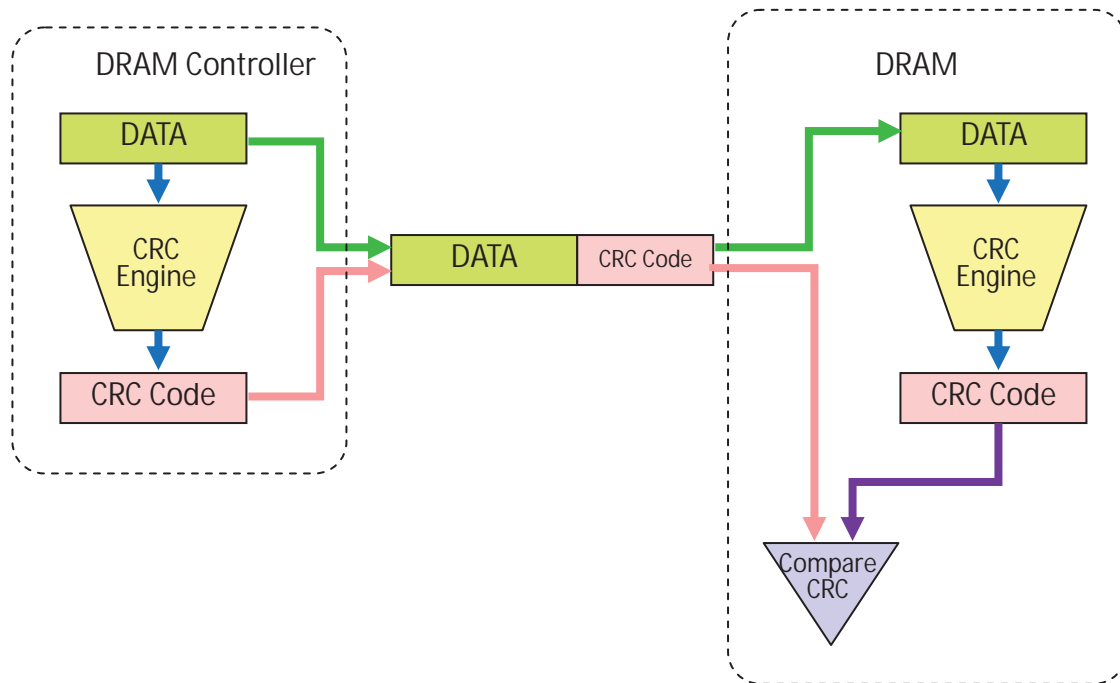 DRAM Controller
DATA
CRC
Engine
CRC Code
DATA
CRC Code
DRAM
DATA
CRC
Engine
CRC Code
Compare
CRC